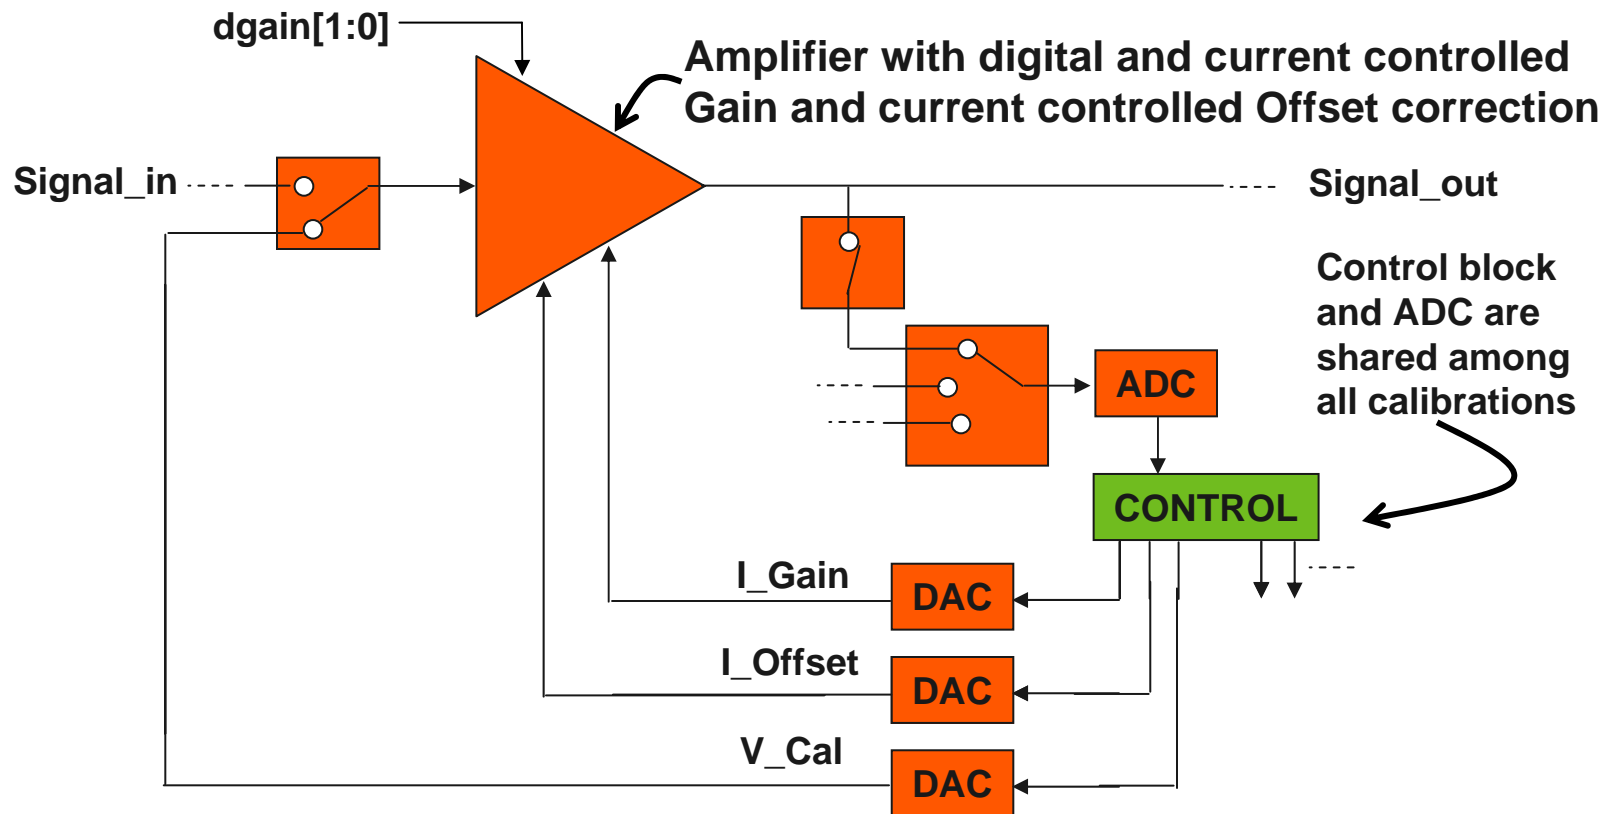 dgain[1:0]
Amplifier with digital and current controlled
Gain and current controlled Offset correction
Signal_in
Signal_out
Control block
and ADC are
shared among
all calibrations
ADC
CONTROL
I_Gain
DAC
I_Offset
DAC
V_Cal
DAC